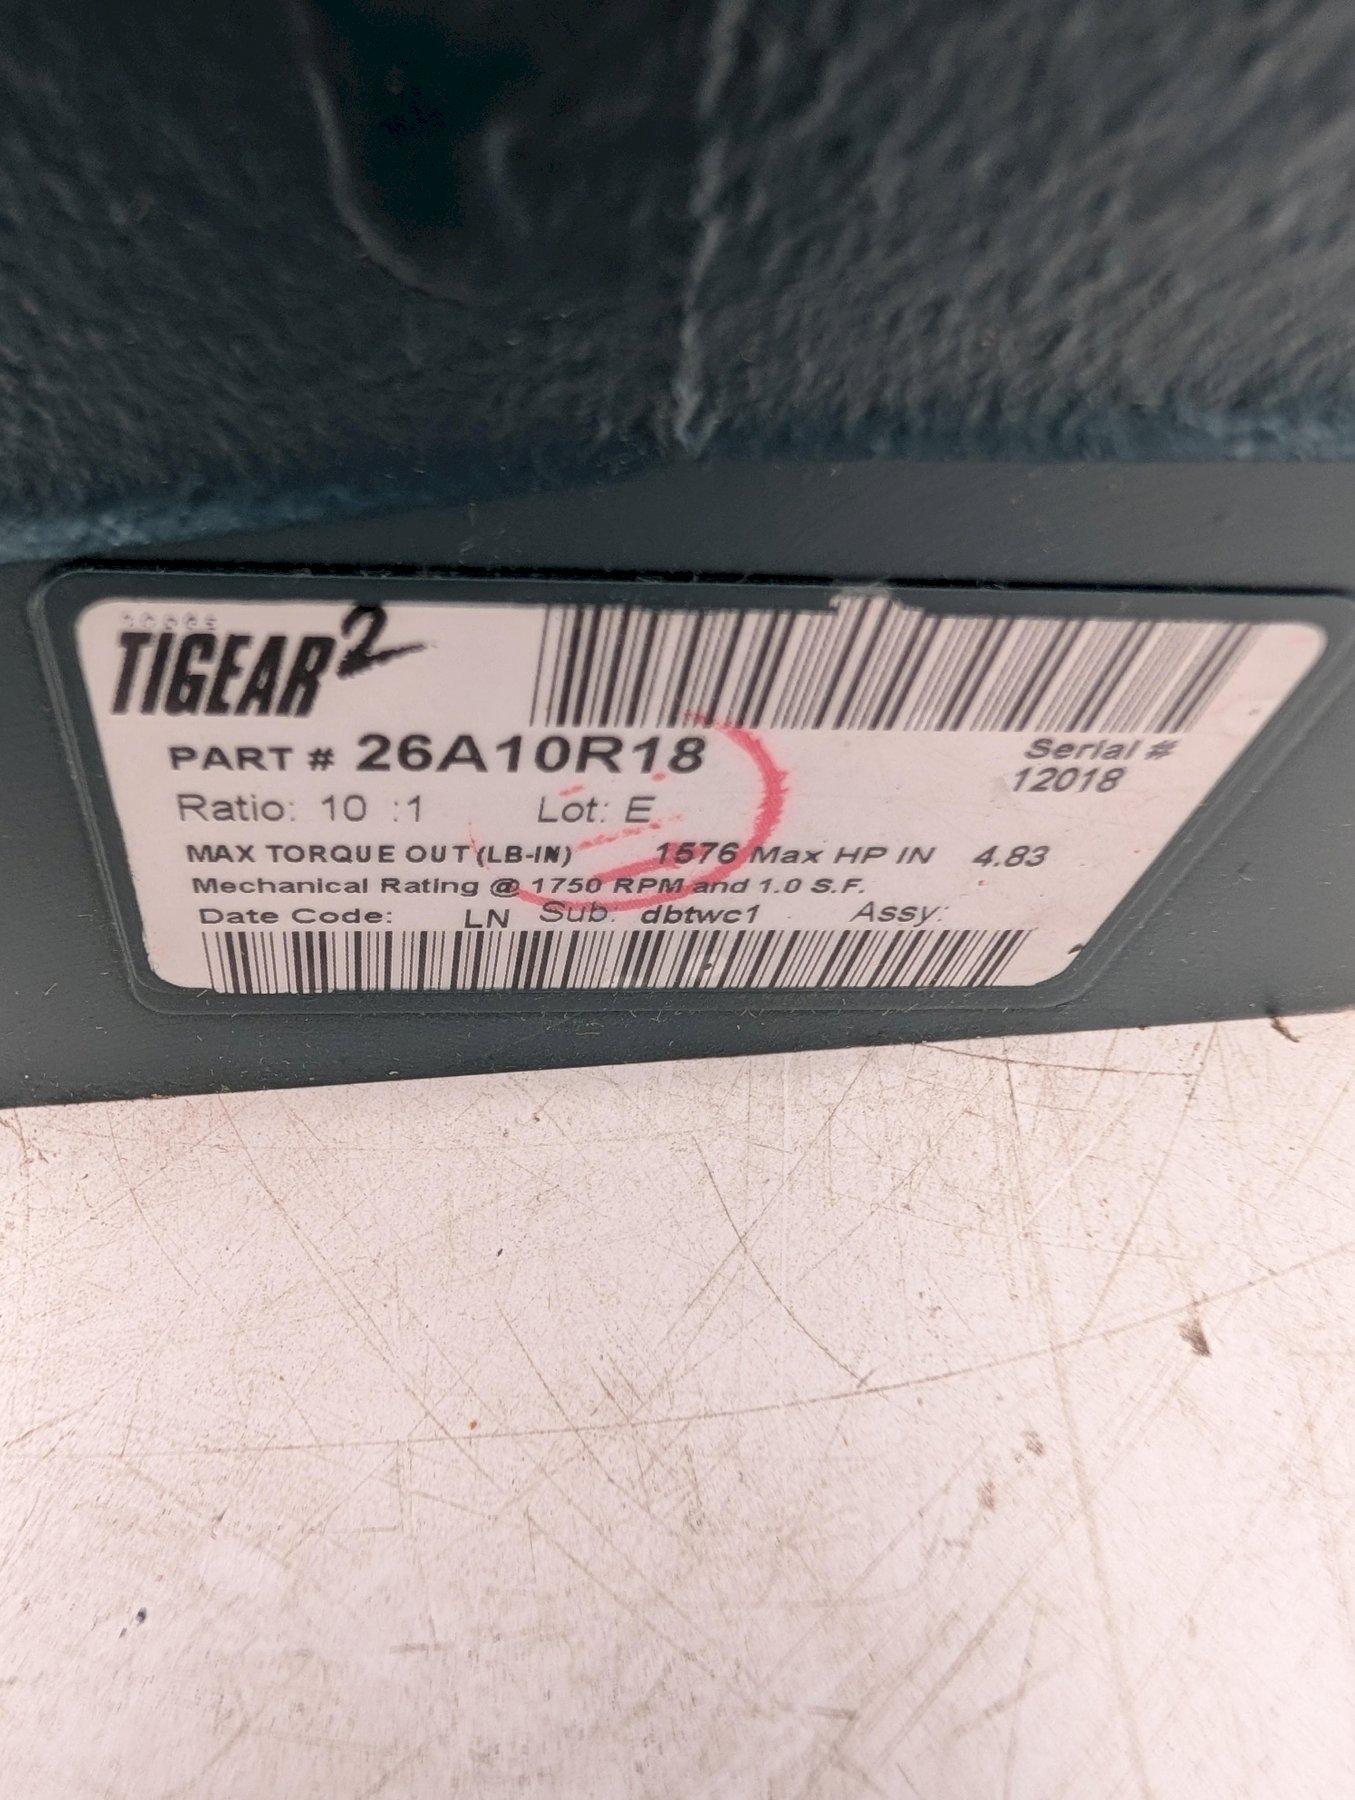 DODGE
TIGEAR2
PART # 26A10R18
Serial #
12018
Ratio: 10 :1 Lot: E
MAX TORQUE OUT (LB-IN) 1576 Max HP IN 4.83
Mechanical Rating @ 1750 RPM and 1.0 S.F.
Date Code: LN Sub: dbtwc1 Assy: